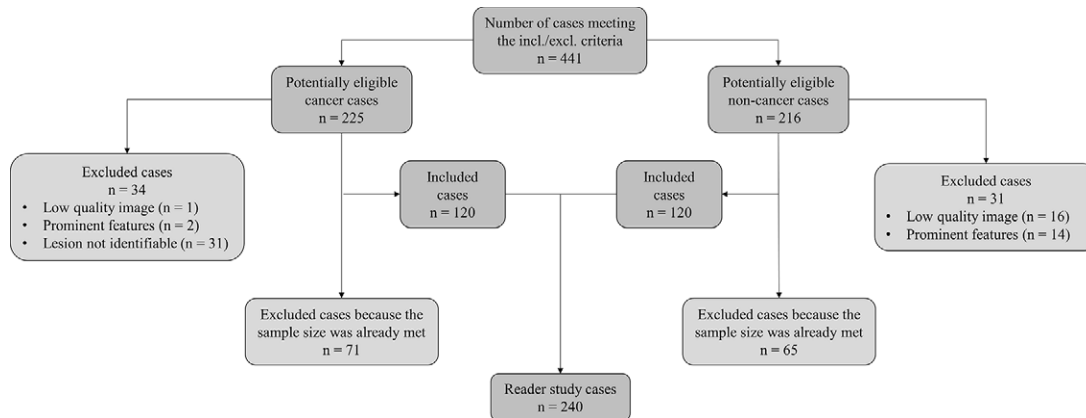 Number of cases meeting
the incl./excl. criteria
n = 441
Potentially eligible
cancer cases
n = 225
Potentially eligible
non-cancer cases
n = 216
Excluded cases
n = 34
• Low quality image (n = 1)
• Prominent features (n = 2)
• Lesion not identifiable (n = 31)
Included
cases
n = 120
Included
cases
n = 120
Excluded cases
n = 31
• Low quality image (n = 16)
• Prominent features (n = 14)
Excluded cases because the
sample size was already met
n = 71
Excluded cases because the
sample size was already met
n = 65
Reader study cases
n = 240